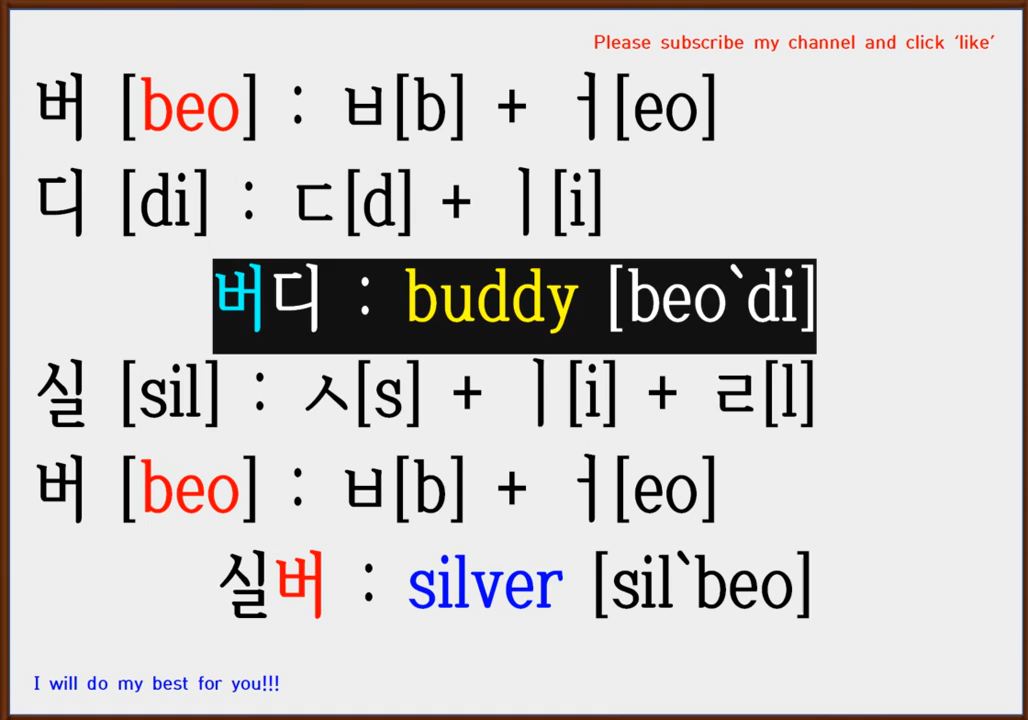 Please subscribe my channel and click ‘like’
버 [beo] : ㅂ[b] + ㅓ[eo]
디 [di] : ㄷ[d] + ㅣ[i]
버디 : buddy [beo`di]
실 [sil] : ㅅ[s] + ㅣ[i] + ㄹ[l]
버 [beo] : ㅂ[b] + ㅓ[eo]
실버 : silver [sil`beo]
I will do my best for you!!!